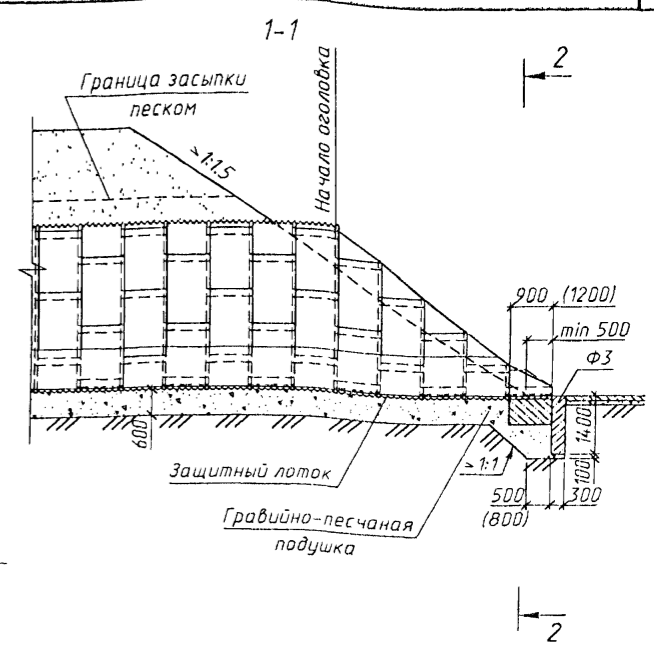 1-1
Граница засыпки
песком
Начало оголовка
2
>1:1.5
900 (1200)
min 500
Ф3
600
1400
100
Защитный лоток
>1:1
500
(800)
300
Гравийно-песчаная
подушка
2